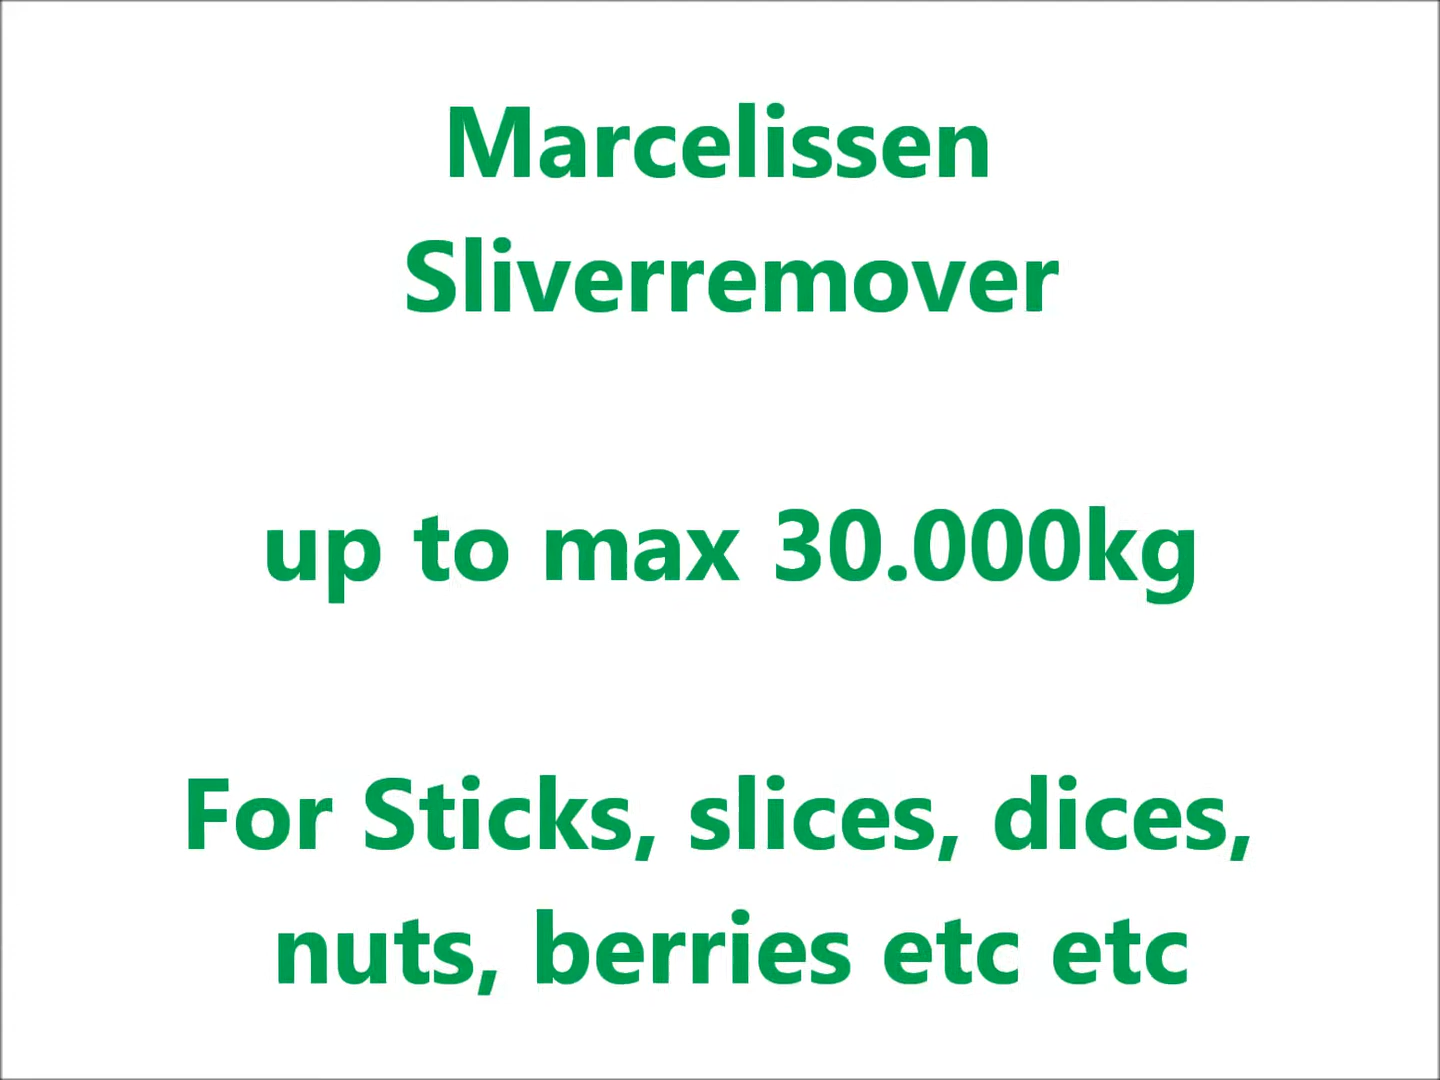 Marcelissen
Sliverremover
up to max 30.000kg
For Sticks, slices, dices,
nuts, berries etc etc